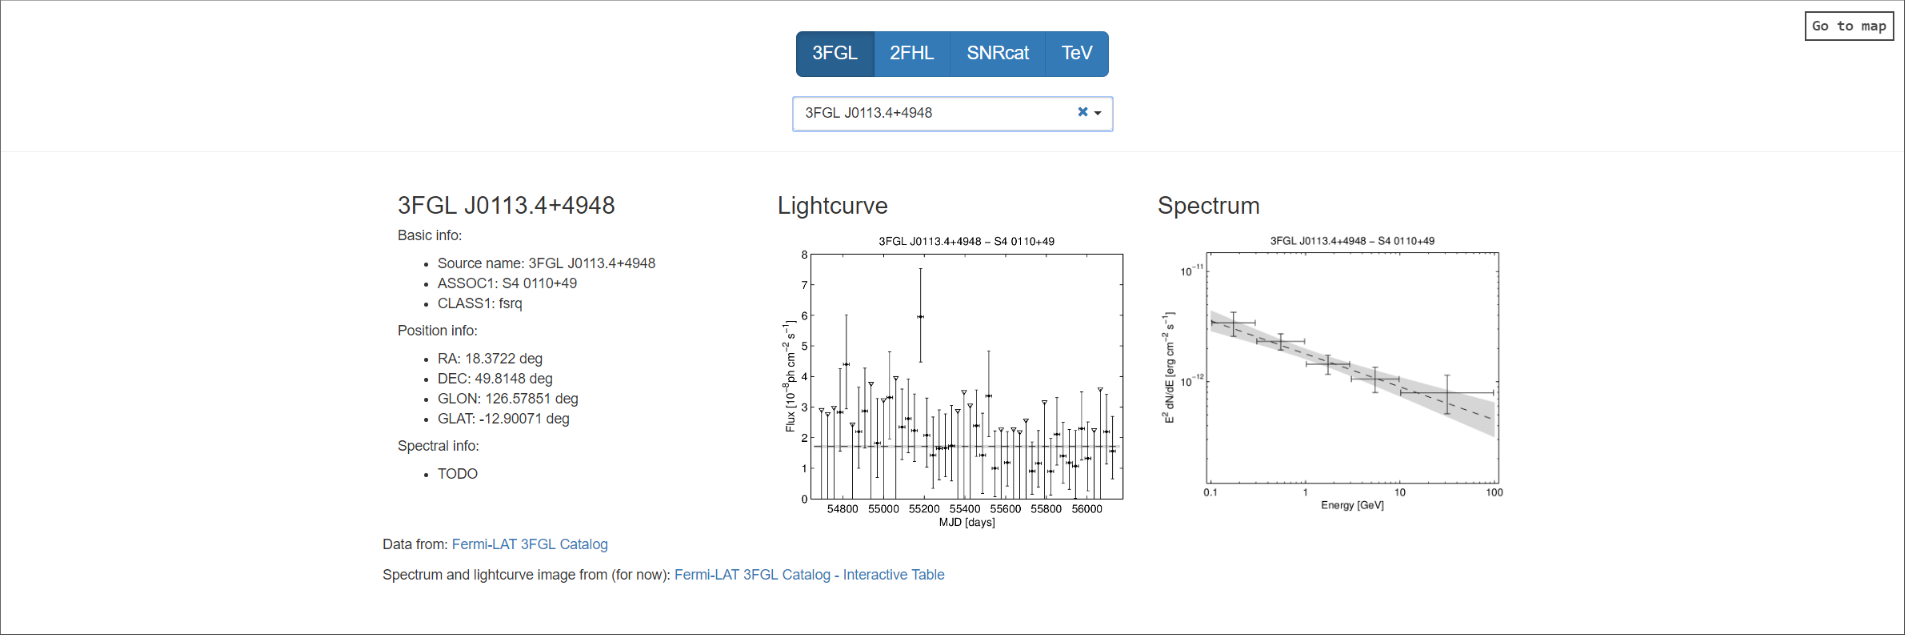 Go to map
3FGL 2FHL SNRcat TeV
3FGL J0113.4+4948
3FGL J0113.4+4948
Basic info:
• Source name: 3FGL J0113.4+4948
• ASSOC1: S4 0110+49
• CLASS1: fsrq
Position info:
• RA: 18.3722 deg
• DEC: 49.8148 deg
• GLON: 126.57851 deg
• GLAT: -12.90071 deg
Spectral info:
• TODO
Lightcurve
3FGL J0113.4+4948 − S4 0110+49
Flux [10⁻⁸ph cm⁻² s⁻¹]
8
7
6
5
4
3
2
1
0
54800 55000 55200 55400 55600 55800 56000
MJD [days]
Spectrum
3FGL J0113.4+4948 − S4 0110+49
E² dN/dE [erg cm⁻² s⁻¹]
10⁻¹¹
10⁻¹²
0.1 1 10 100
Energy [GeV]
Data from: Fermi-LAT 3FGL Catalog
Spectrum and lightcurve image from (for now): Fermi-LAT 3FGL Catalog - Interactive Table